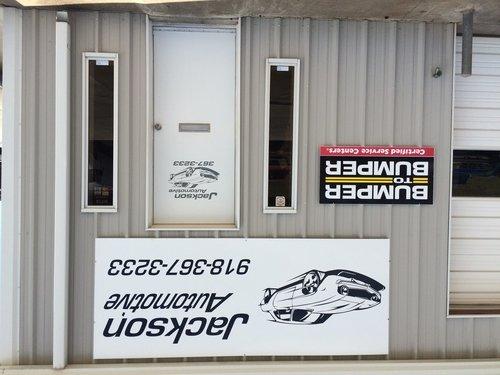 Jackson
Automotive
918-367-3233
Jackson
Automotive
367-3233
BUMPER
TO
BUMPER
Certified Service Centers.